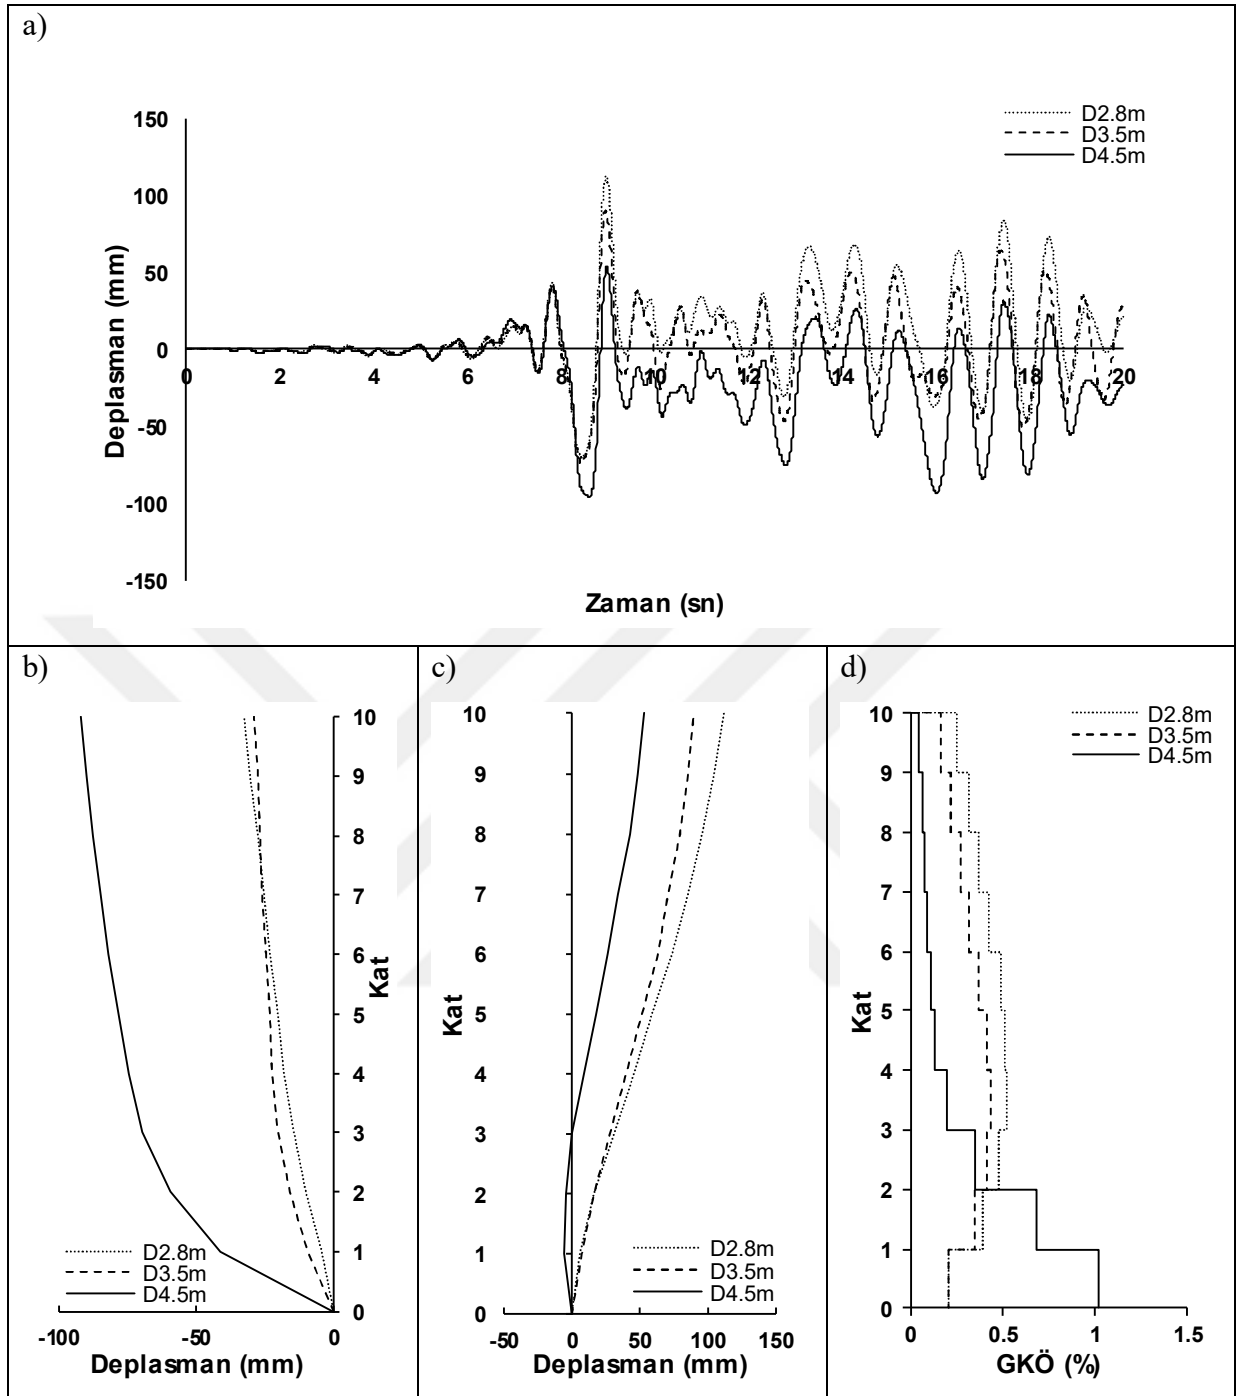 a)
D2.8m
D3.5m
D4.5m
150
100
50
0
-50
-100
-150
Deplasman (mm)
0 2 4 6 8 10 12 14 16 18 20
Zaman (sn)
b)
10
9
8
7
6
5
4
3
2
1
0
Kat
D2.8m
D3.5m
D4.5m
-100 -50 0
Deplasman (mm)
c)
10
9
8
7
6
5
4
3
2
1
0
Kat
D2.8m
D3.5m
D4.5m
-50 0 50 100 150
Deplasman (mm)
d)
D2.8m
D3.5m
D4.5m
10
9
8
7
6
5
4
3
2
1
0
Kat
0 0.5 1 1.5
GKÖ (%)